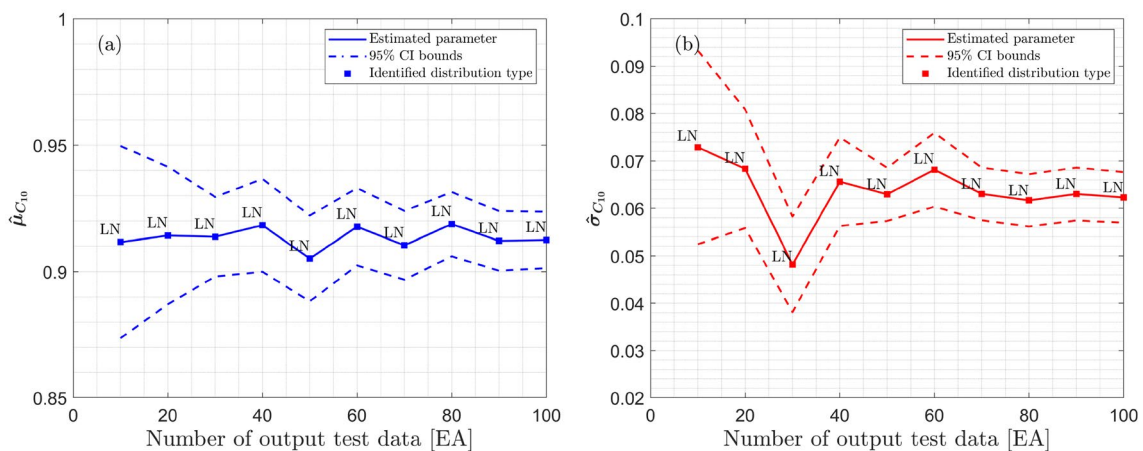 (a)
Estimated parameter
95% CI bounds
Identified distribution type
1
0.95
0.9
0.85
μ̂C₁₀
LN LN LN LN LN LN LN LN LN LN
0 20 40 60 80 100
Number of output test data [EA]
(b)
Estimated parameter
95% CI bounds
Identified distribution type
0.1
0.09
0.08
0.07
0.06
0.05
0.04
0.03
0.02
σ̂C₁₀
LN LN LN LN LN LN LN LN LN LN
0 20 40 60 80 100
Number of output test data [EA]